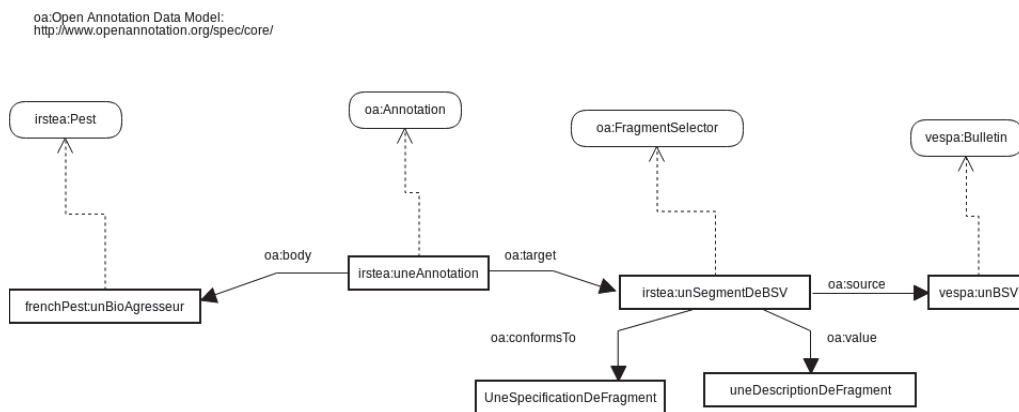 oa:Open Annotation Data Model:
http://www.openannotation.org/spec/core/
irstea:Pest
oa:Annotation
oa:FragmentSelector
vespa:Bulletin
oa:body
irstea:uneAnnotation
oa:target
frenchPest:unBioAgresseur
irstea:unSegmentDeBSV
oa:source
vespa:unBSV
oa:conformsTo
oa:value
UneSpecificationDeFragment
uneDescriptionDeFragment